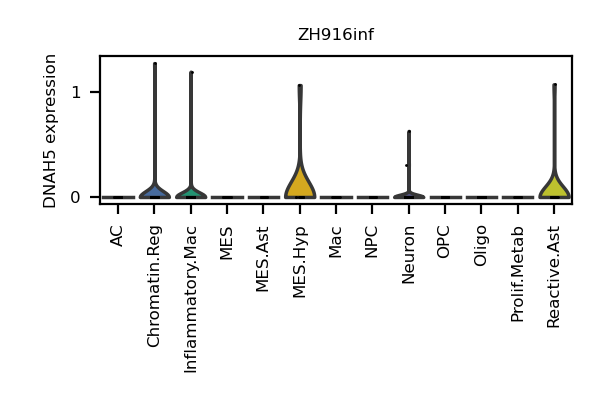 ZH916inf
DNAH5 expression
1
0
AC
Chromatin.Reg
Inflammatory.Mac
MES
MES.Ast
MES.Hyp
Mac
NPC
Neuron
OPC
Oligo
Prolif.Metab
Reactive.Ast